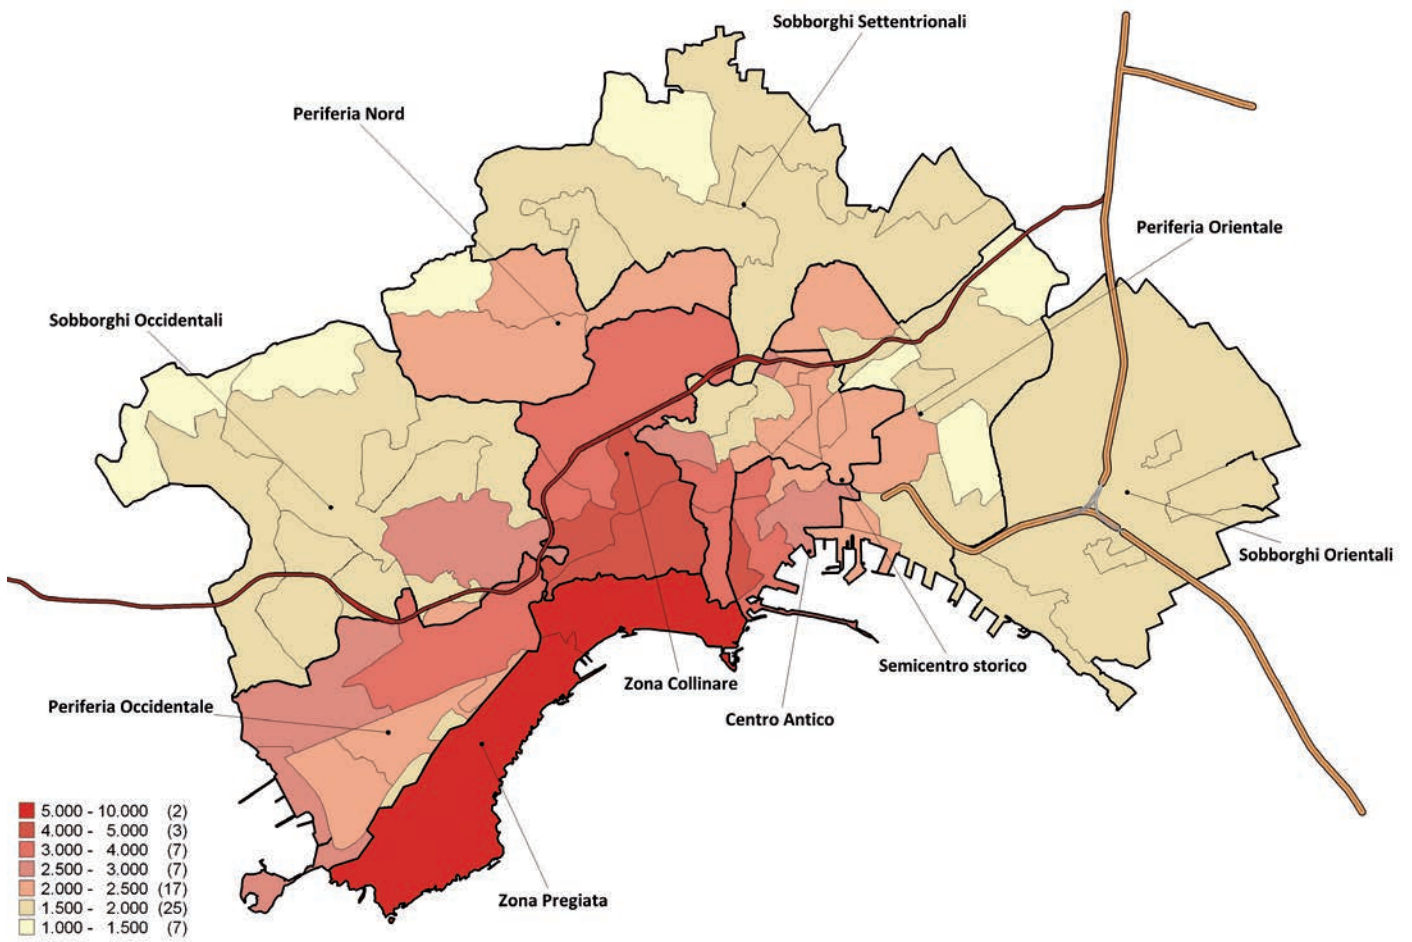 Sobborghi Settentrionali
Periferia Nord
Periferia Orientale
Sobborghi Occidentali
Sobborghi Orientali
Semicentro storico
Zona Collinare
Periferia Occidentale
Centro Antico
Zona Pregiata
5.000 - 10.000 (2)
4.000 - 5.000 (3)
3.000 - 4.000 (7)
2.500 - 3.000 (7)
2.000 - 2.500 (17)
1.500 - 2.000 (25)
1.000 - 1.500 (7)